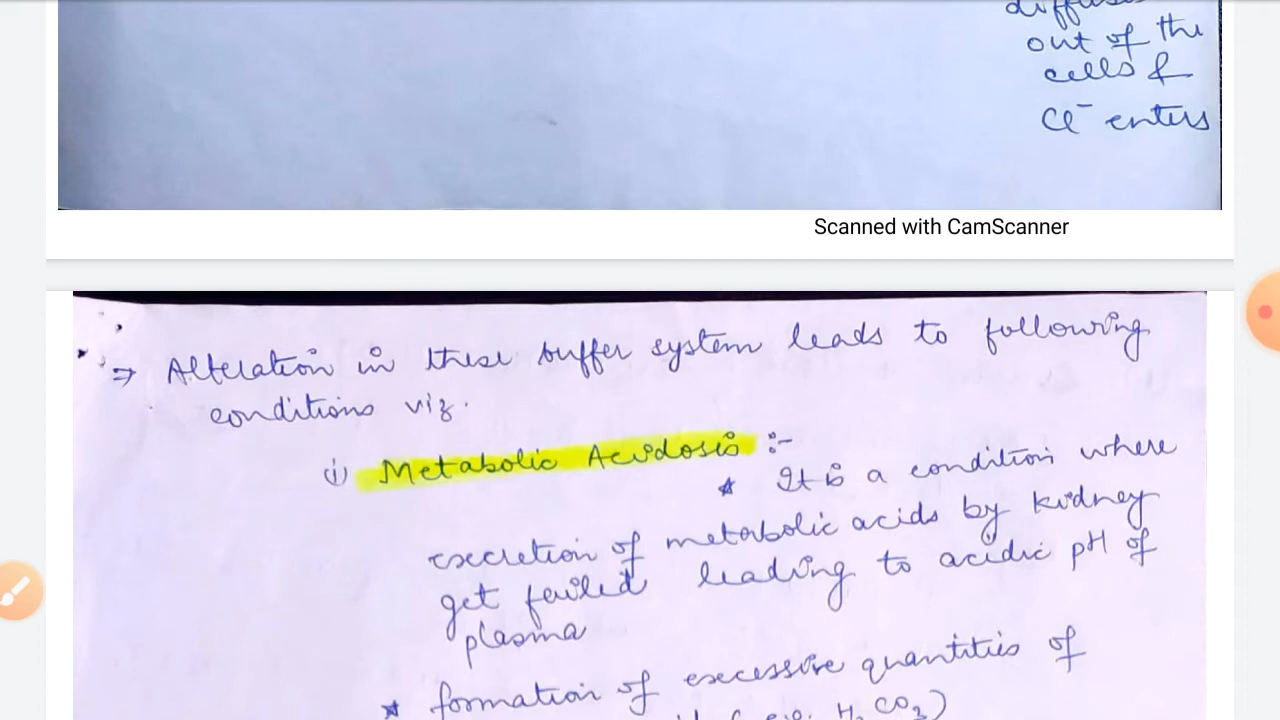 out of the
cells &
Cl⁻ enters
Scanned with CamScanner
⇒ Alteration in these buffer system leads to following
conditions viz.
(i) Metabolic Acidosis :-
* It is a condition where
excretion of metabolic acids by kidney
get failed leading to acidic pH of
plasma
* formation of excessive quantities of
H₂CO₃)